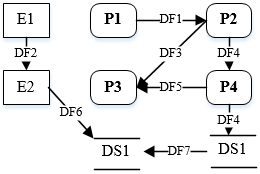 E1 P1 DF1 P2
DF2 DF3 DF4
E2 P3 DF5 P4
DF6 DF4
DS1 DF7 DS1